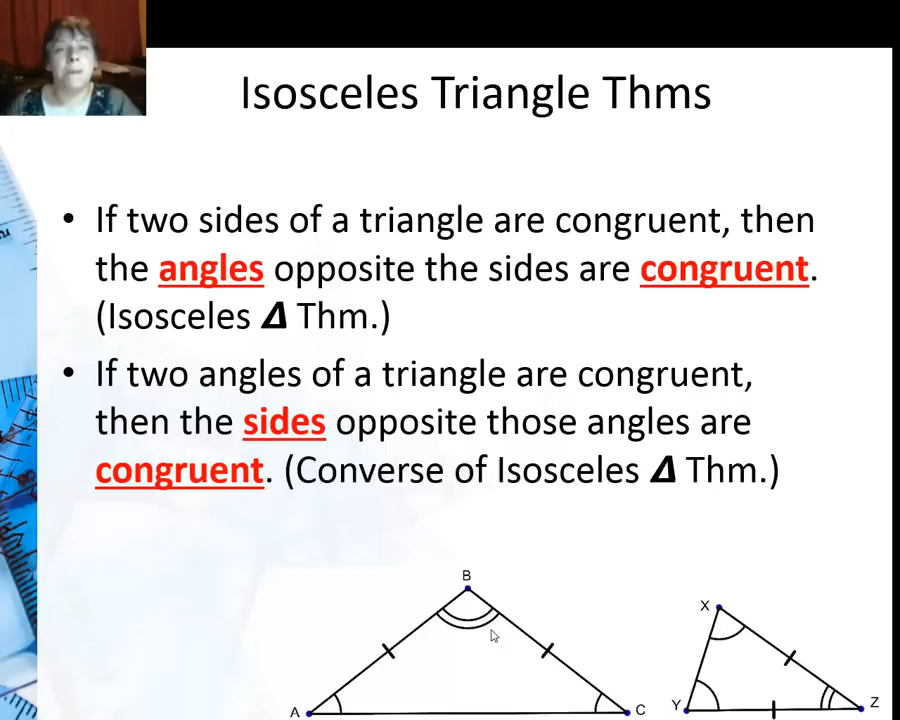 Isosceles Triangle Thms
• If two sides of a triangle are congruent, then
the angles opposite the sides are congruent.
(Isosceles Δ Thm.)
• If two angles of a triangle are congruent,
then the sides opposite those angles are
congruent. (Converse of Isosceles Δ Thm.)
B
X
A
C
Y
Z